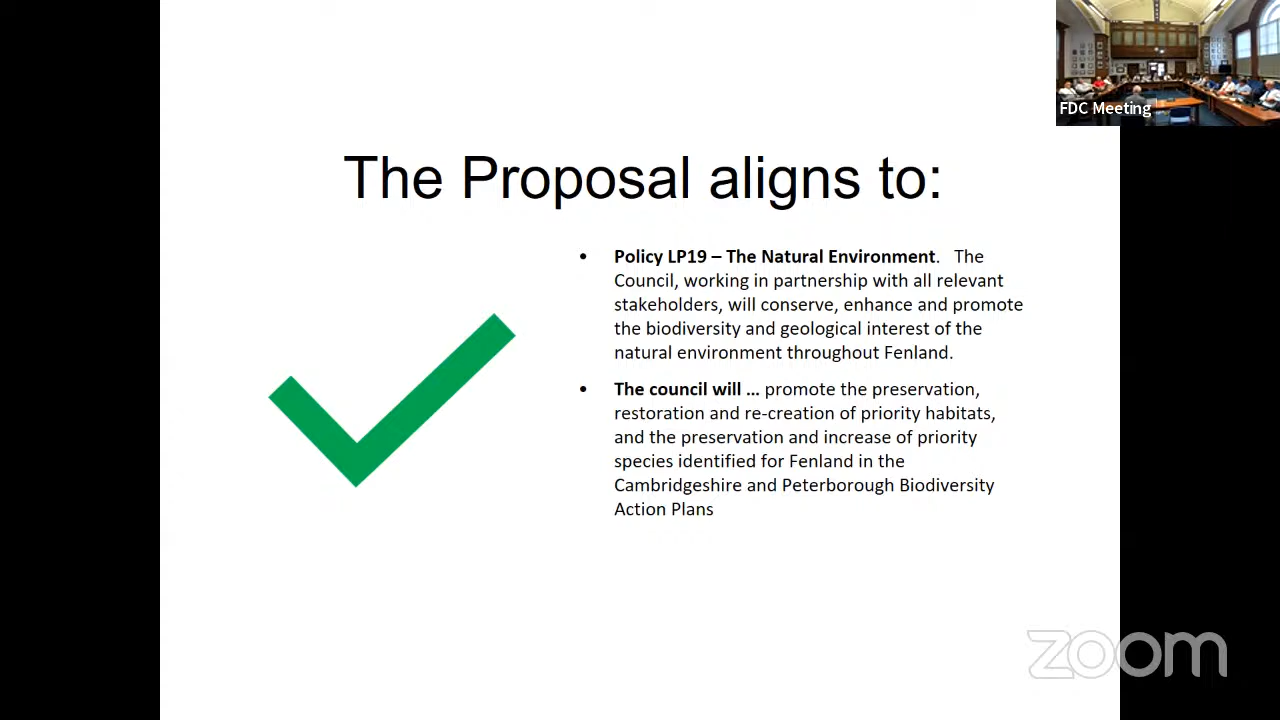 FDC Meeting
The Proposal aligns to:
• Policy LP19 – The Natural Environment. The
Council, working in partnership with all relevant
stakeholders, will conserve, enhance and promote
the biodiversity and geological interest of the
natural environment throughout Fenland.
• The council will ... promote the preservation,
restoration and re-creation of priority habitats,
and the preservation and increase of priority
species identified for Fenland in the
Cambridgeshire and Peterborough Biodiversity
Action Plans
zoom